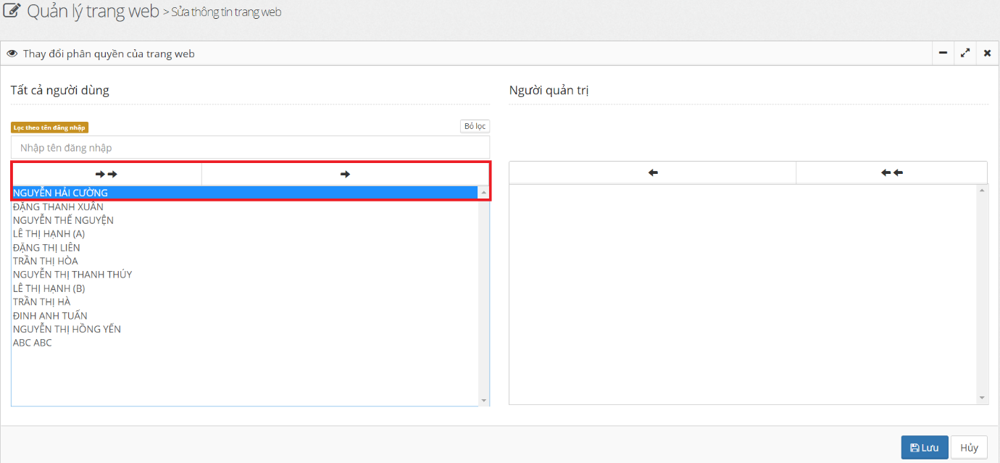 Quản lý trang web > Sửa thông tin trang web
Thay đổi phân quyền của trang web
Tất cả người dùng
Người quản trị
Lọc theo tên đăng nhập
Bỏ lọc
Nhập tên đăng nhập
NGUYỄN HẢI CƯỜNG
ĐẶNG THANH XUÂN
NGUYỄN THẾ NGUYỆN
LÊ THỊ HẠNH (A)
ĐẶNG THỊ LIÊN
TRẦN THỊ HÒA
NGUYỄN THỊ THANH THÚY
LÊ THỊ HẠNH (B)
TRẦN THỊ HÀ
ĐINH ANH TUẤN
NGUYỄN THỊ HỒNG YẾN
ABC ABC
Lưu
Hủy